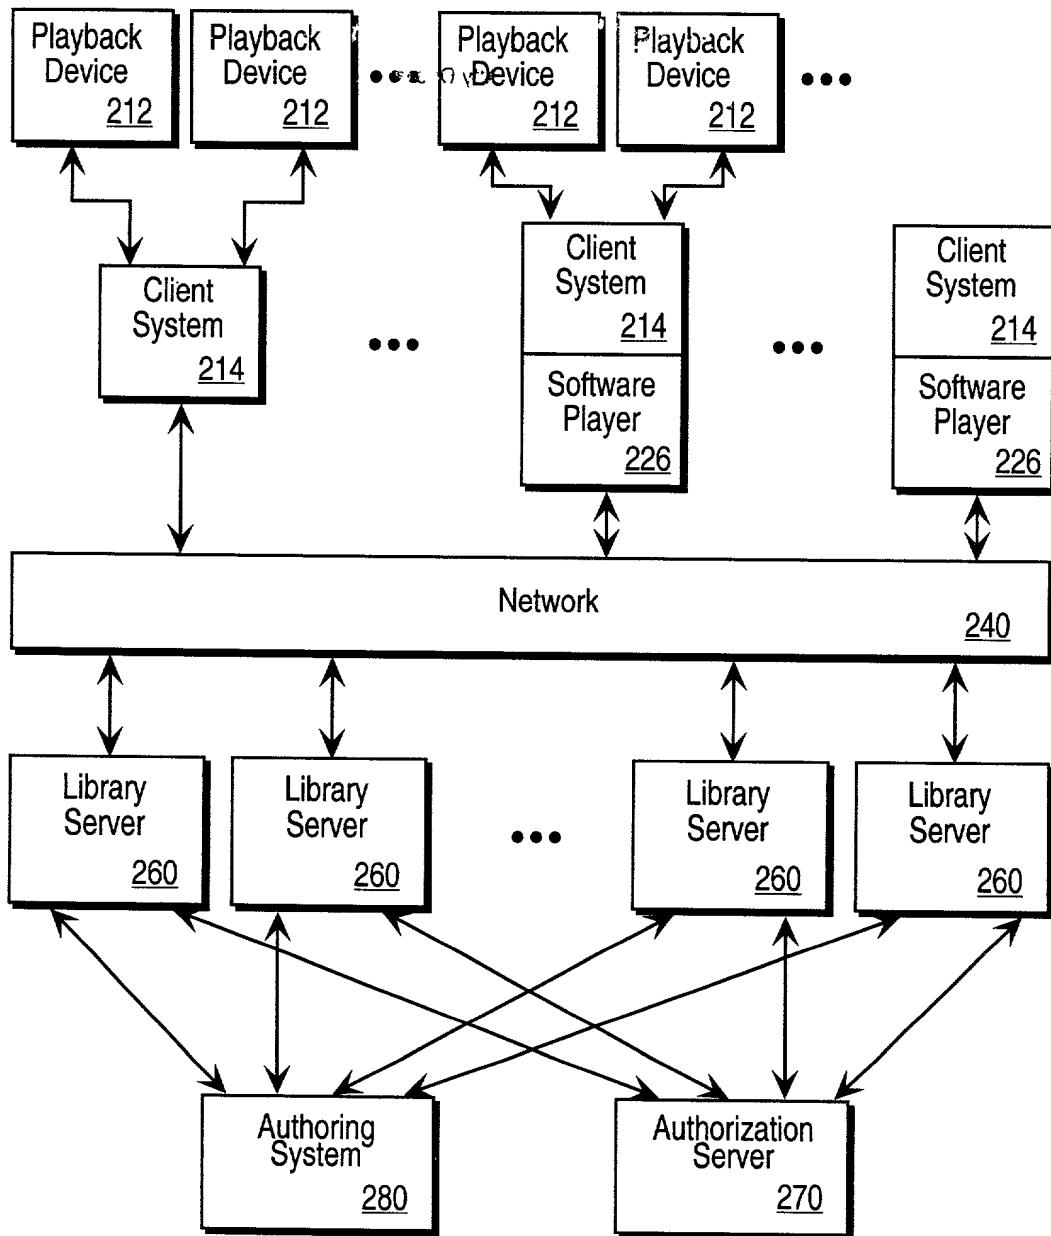 Playback
Device
212
Playback
Device
212
Playback
Device
212
Playback
Device
212
Client
System
214
Client
System
214
Software
Player
226
Client
System
214
Software
Player
226
Network
240
Library
Server
260
Library
Server
260
Library
Server
260
Library
Server
260
Authoring
System
280
Authorization
Server
270